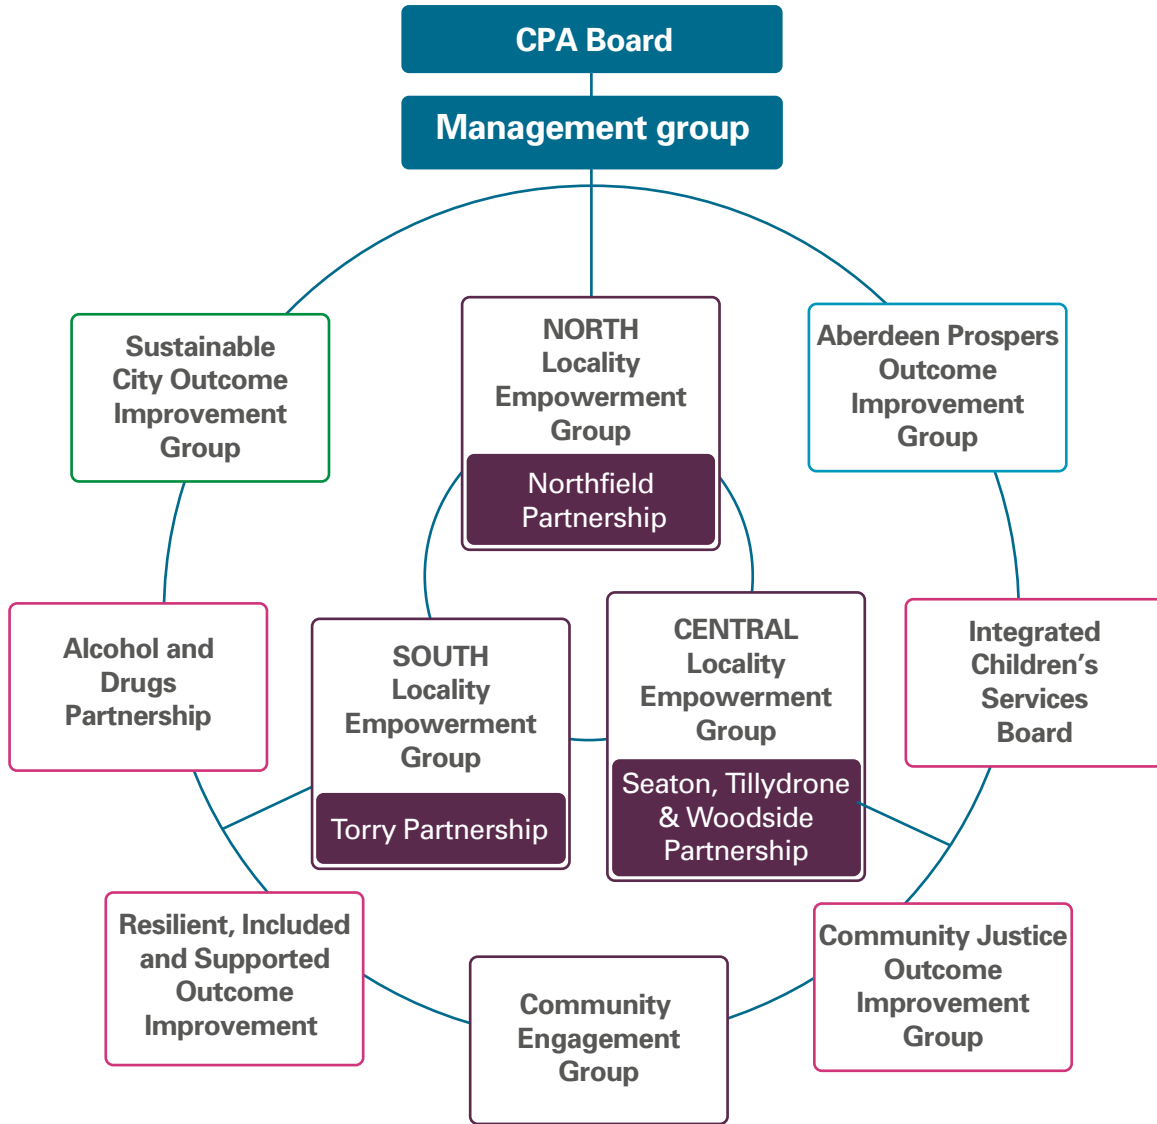 CPA Board
Management group
Sustainable
City Outcome
Improvement
Group
NORTH
Locality
Empowerment
Group
Northfield
Partnership
Aberdeen Prospers
Outcome
Improvement
Group
Alcohol and
Drugs
Partnership
SOUTH
Locality
Empowerment
Group
Torry Partnership
CENTRAL
Locality
Empowerment
Group
Seaton, Tillydrone
& Woodside
Partnership
Integrated
Children’s
Services
Board
Resilient, Included
and Supported
Outcome
Improvement
Community
Engagement
Group
Community Justice
Outcome
Improvement
Group